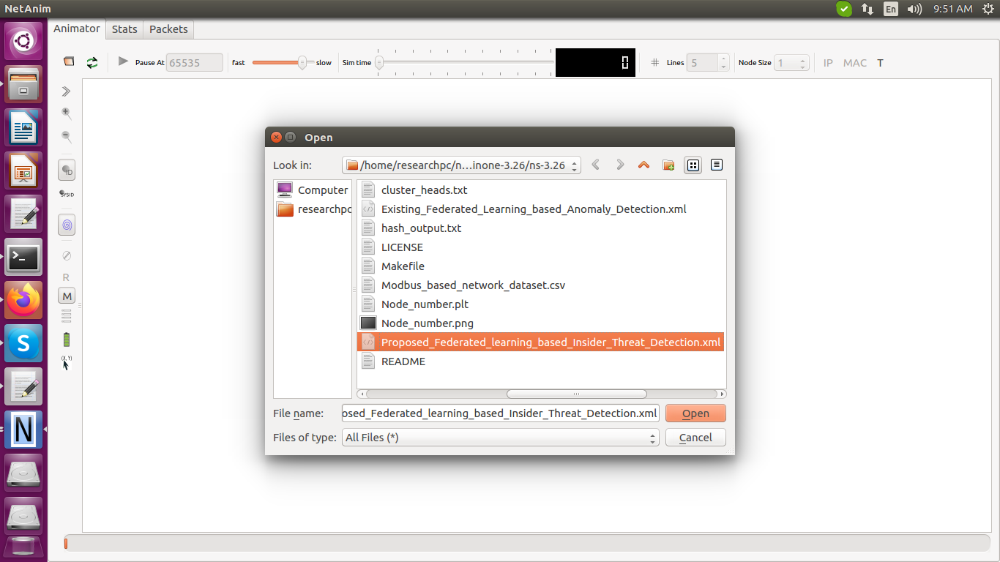 NetAnim
En
9:51 AM
Animator Stats Packets
Pause At 65535 fast slow Sim time 0 Lines 5 Node Size 1 IP MAC T
ID
SYSID
R
M
(X, Y)
S
N
Open
Look in: /home/researchpc/n…inone-3.26/ns-3.26
Computer
researchpc
cluster_heads.txt
Existing_Federated_Learning_based_Anomaly_Detection.xml
hash_output.txt
LICENSE
Makefile
Modbus_based_network_dataset.csv
Node_number.plt
Node_number.png
Proposed_Federated_learning_based_Insider_Threat_Detection.xml
README
File name: osed_Federated_learning_based_Insider_Threat_Detection.xml Open
Files of type: All Files (*) Cancel